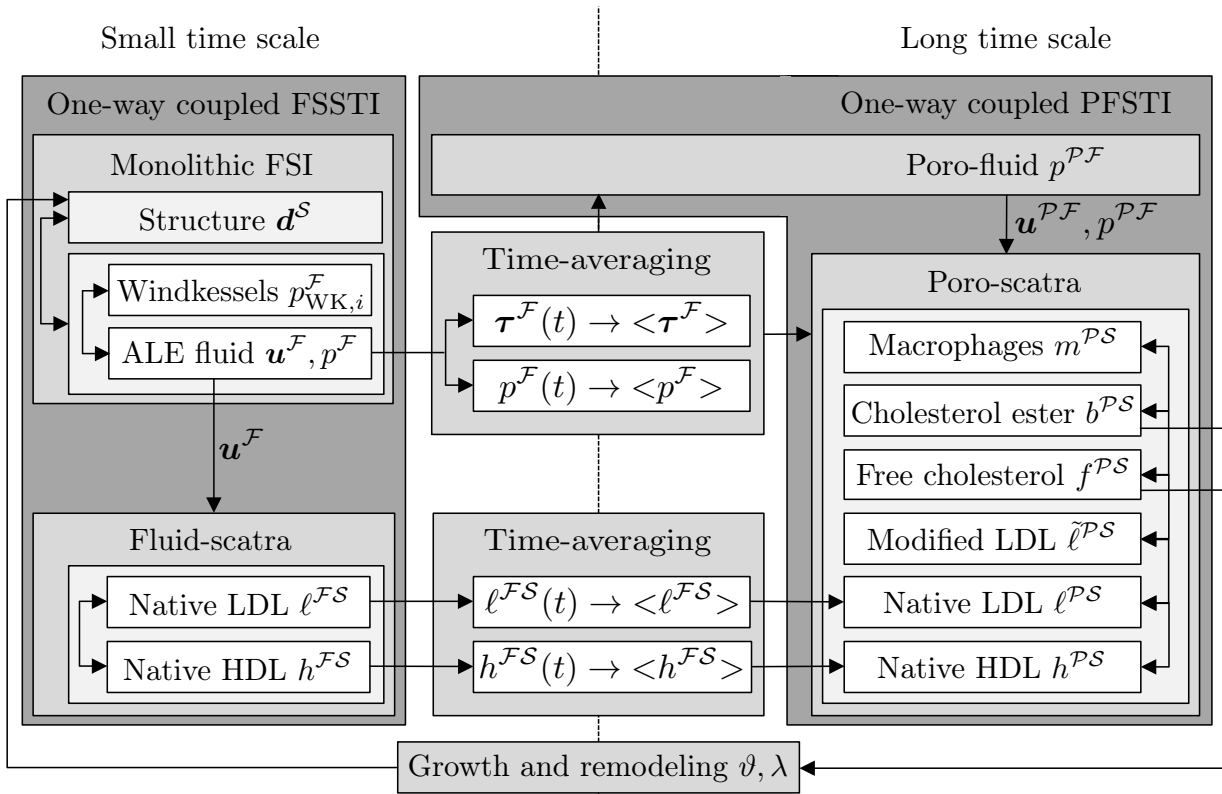 Small time scale
Long time scale
One-way coupled FSSTI
One-way coupled PFSTI
Monolithic FSI
Poro-fluid p^𝒫ℱ
Structure d^𝒮
u^𝒫ℱ, p^𝒫ℱ
Time-averaging
Windkessels p^ℱ_WK,i
τ^ℱ(t) → <τ^ℱ>
Poro-scatra
ALE fluid u^ℱ, p^ℱ
p^ℱ(t) → <p^ℱ>
Macrophages m^𝒫𝒮
Cholesterol ester b^𝒫𝒮
u^ℱ
Free cholesterol f^𝒫𝒮
Fluid-scatra
Time-averaging
Modified LDL ℓ̃^𝒫𝒮
Native LDL ℓ^ℱ𝒮
ℓ^ℱ𝒮(t) → <ℓ^ℱ𝒮>
Native LDL ℓ^𝒫𝒮
Native HDL h^ℱ𝒮
h^ℱ𝒮(t) → <h^ℱ𝒮>
Native HDL h^𝒫𝒮
Growth and remodeling ϑ, λ